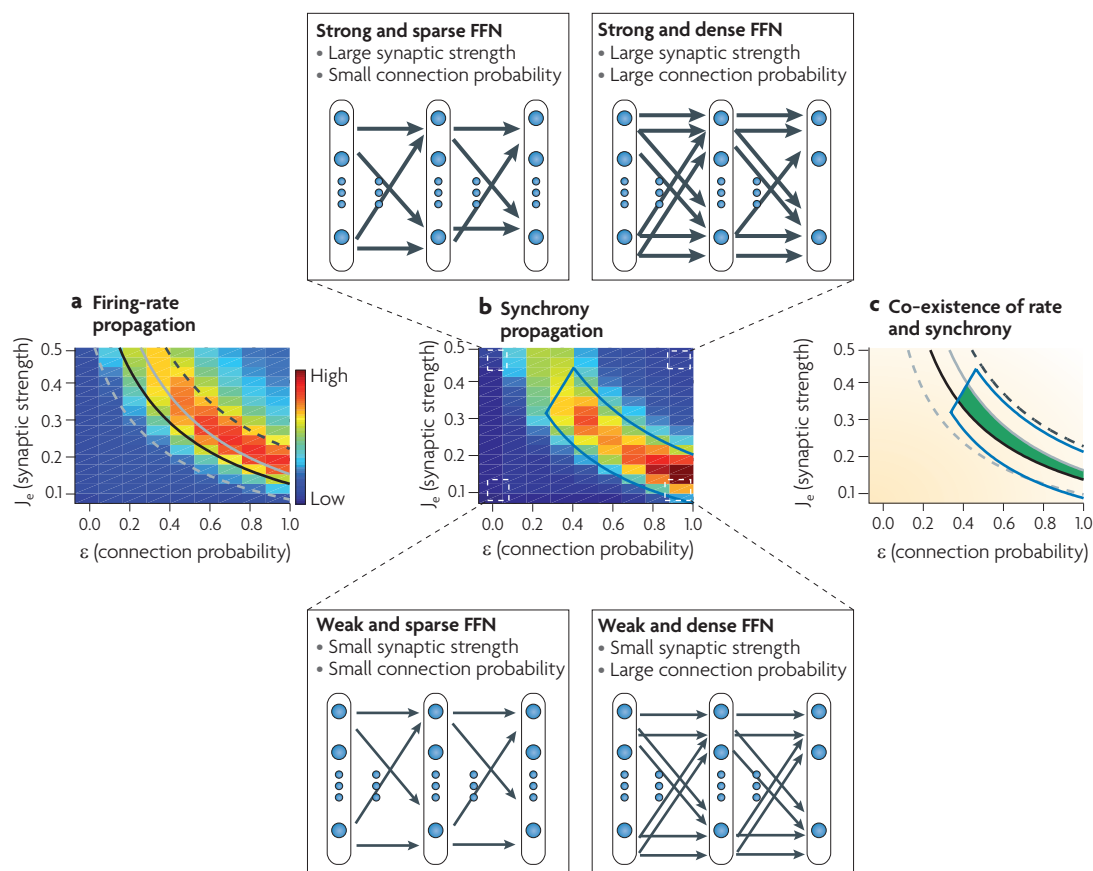 Strong and sparse FFN
• Large synaptic strength
• Small connection probability
Strong and dense FFN
• Large synaptic strength
• Large connection probability
a Firing-rate
propagation
J_e (synaptic strength)
0.5
0.4
0.3
0.2
0.1
0.0 0.2 0.4 0.6 0.8 1.0
ε (connection probability)
High
Low
b Synchrony
propagation
J_e (synaptic strength)
0.5
0.4
0.3
0.2
0.1
0.0 0.2 0.4 0.6 0.8 1.0
ε (connection probability)
c Co-existence of rate
and synchrony
J_e (synaptic strength)
0.5
0.4
0.3
0.2
0.1
0.0 0.2 0.4 0.6 0.8 1.0
ε (connection probability)
Weak and sparse FFN
• Small synaptic strength
• Small connection probability
Weak and dense FFN
• Small synaptic strength
• Large connection probability